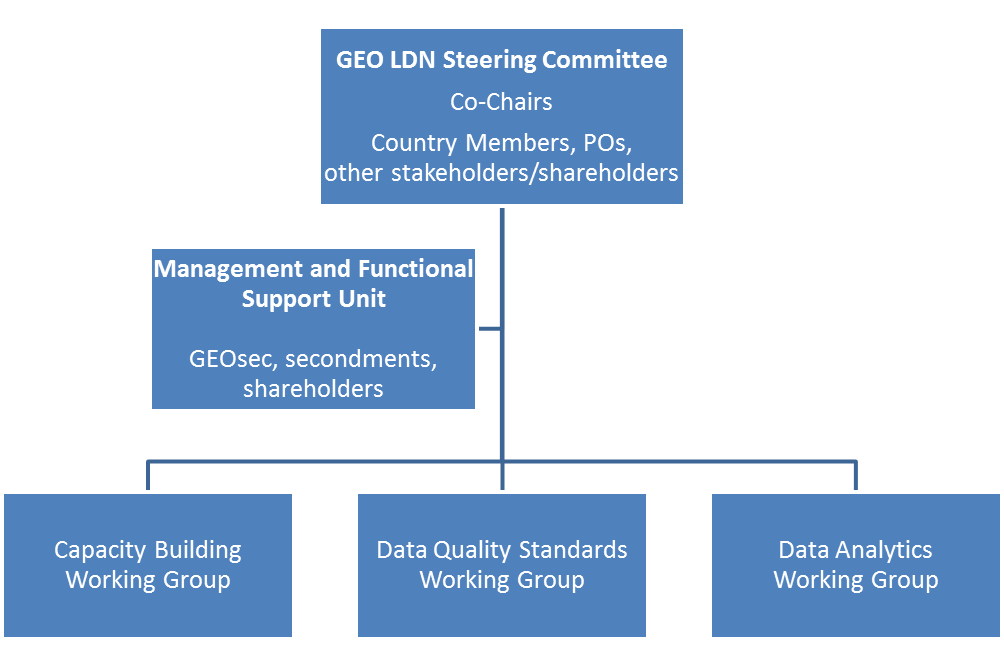 GEO LDN Steering Committee
Co-Chairs
Country Members, POs,
other stakeholders/shareholders
Management and Functional
Support Unit
GEOsec, secondments,
shareholders
Capacity Building
Working Group
Data Quality Standards
Working Group
Data Analytics
Working Group